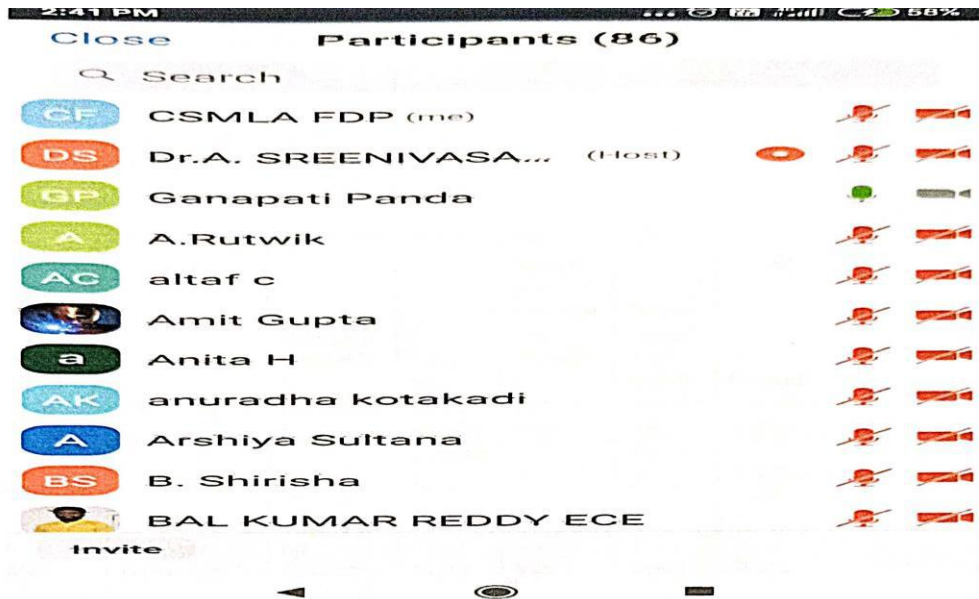 2:41 PM 58%
Close Participants (86)
Search
CF CSMLA FDP (me)
DS Dr.A. SREENIVASA... (Host)
GP Ganapati Panda
A A.Rutwik
AC altaf c
Amit Gupta
a Anita H
AK anuradha kotakadi
A Arshiya Sultana
BS B. Shirisha
BAL KUMAR REDDY ECE
Invite